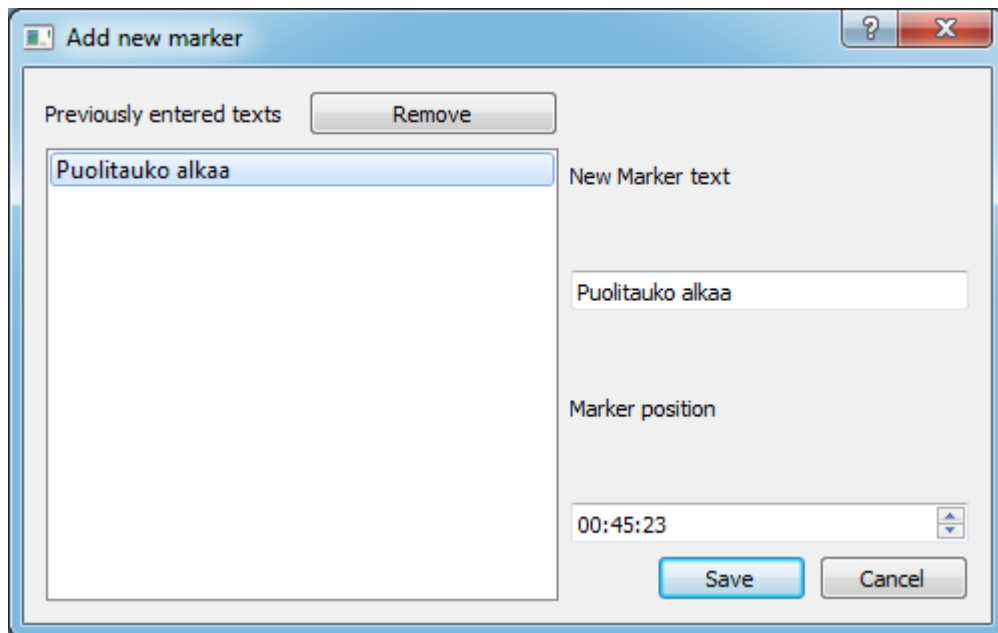 Add new marker
Previously entered texts
Remove
Puolitauko alkaa
New Marker text
Puolitauko alkaa
Marker position
00:45:23
Save
Cancel